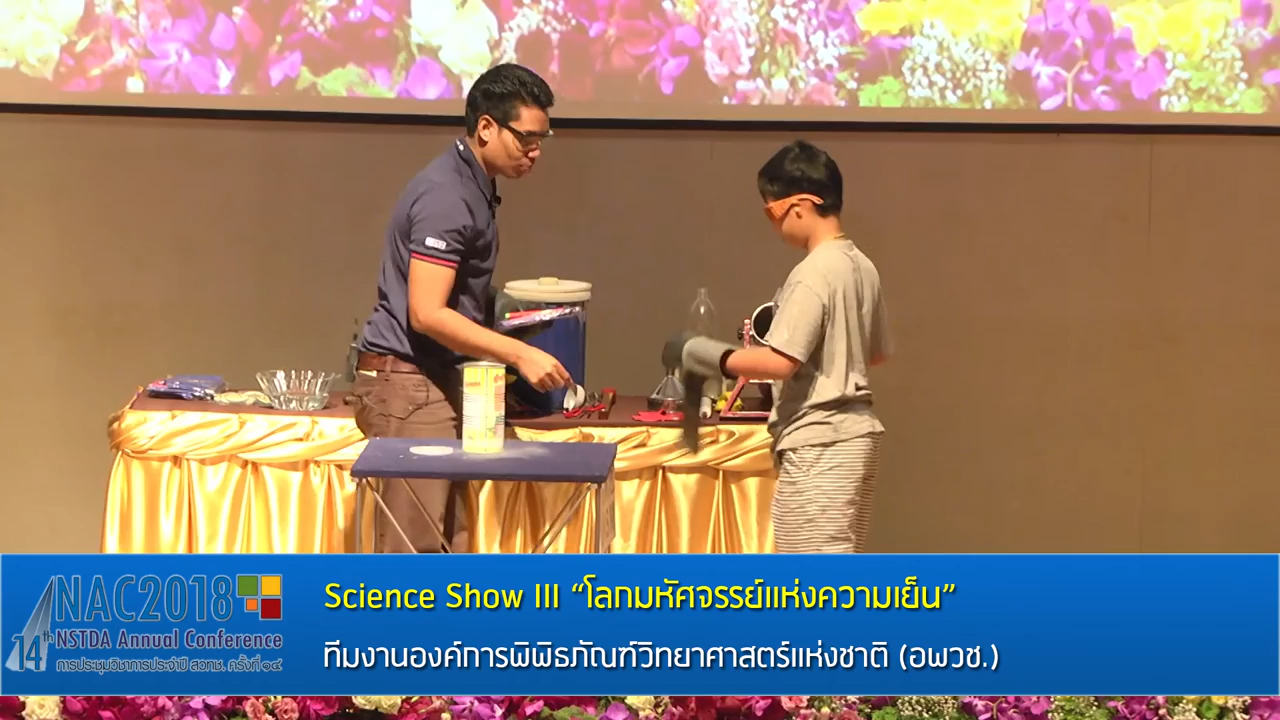 NAC2018
14th NSTDA Annual Conference
การประชุมวิชาการประจำปี สวทช. ครั้งที่ ๑๔
Science Show III “โลกมหัศจรรย์แห่งความเย็น”
ทีมงานองค์การพิพิธภัณฑ์วิทยาศาสตร์แห่งชาติ (อพวช.)